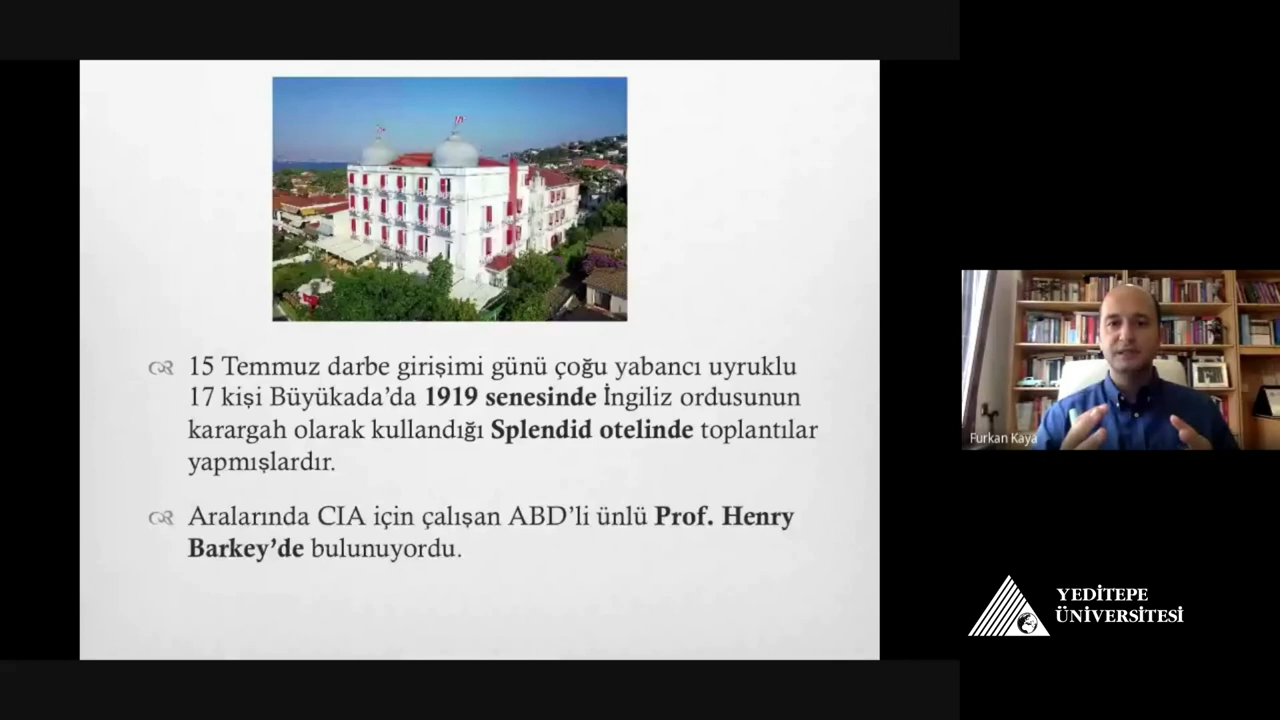 15 Temmuz darbe girişimi günü çoğu yabancı uyruklu
17 kişi Büyükada’da 1919 senesinde İngiliz ordusunun
karargah olarak kullandığı Splendid otelinde toplantılar
yapmışlardır.
Aralarında CIA için çalışan ABD’li ünlü Prof. Henry
Barkey’de bulunuyordu.
Furkan Kaya
YEDİTEPE
ÜNİVERSİTESİ